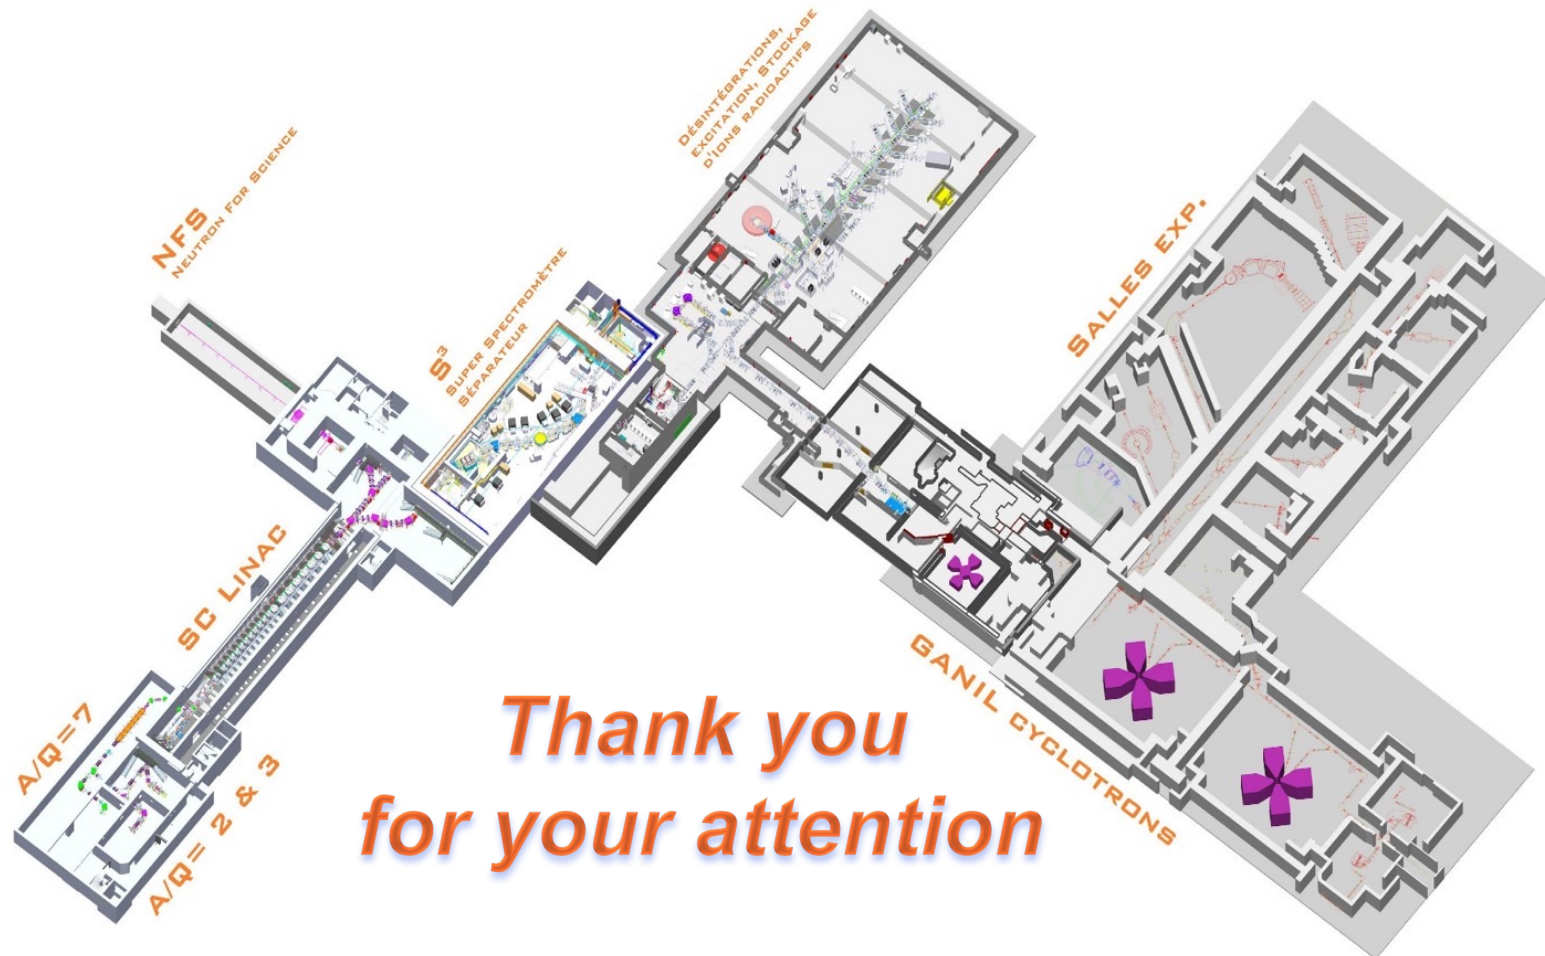 DÉSINTÉGRATIONS,
EXCITATION, STOCKAGE
D'IONS RADIOACTIFS
NFS
NEUTRON FOR SCIENCE
S³
SUPER SPECTROMÈTRE
SÉPARATEUR
SALLES EXP.
SC LINAC
GANIL CYCLOTRONS
A/Q=7
A/Q= 2 & 3
Thank you
for your attention